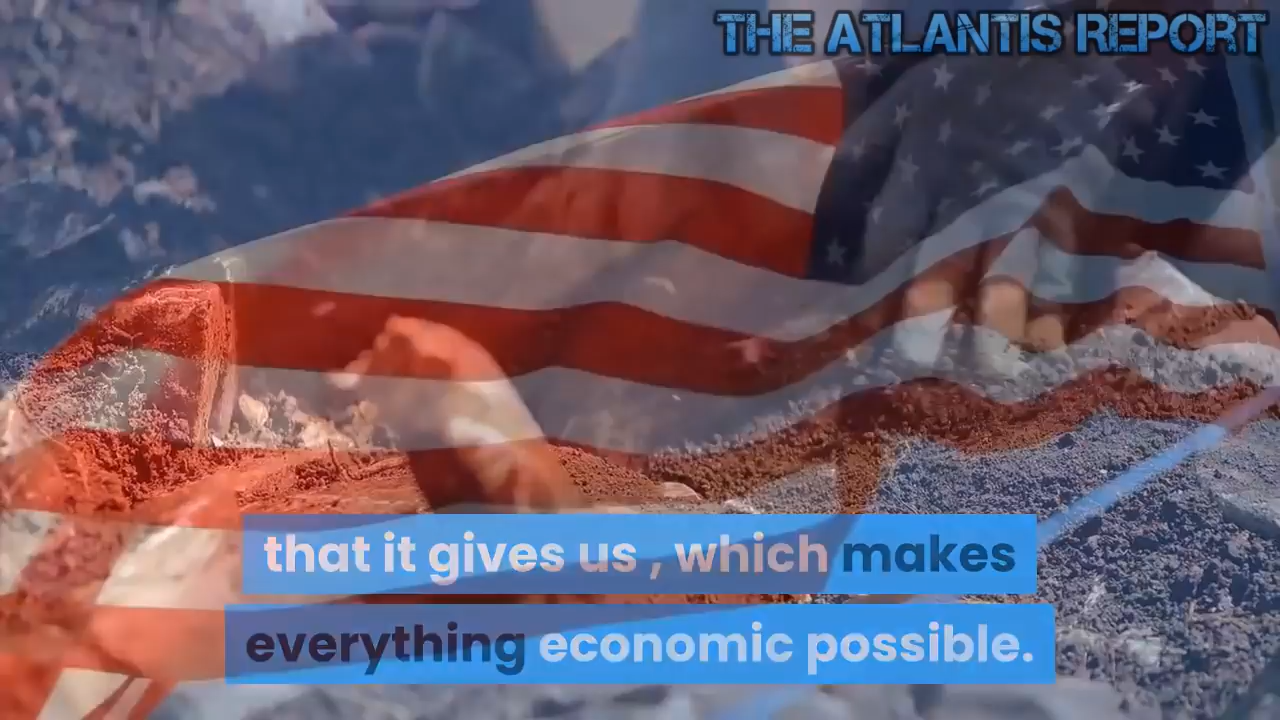 THE ATLANTIS REPORT
that it gives us , which makes
everything economic possible.